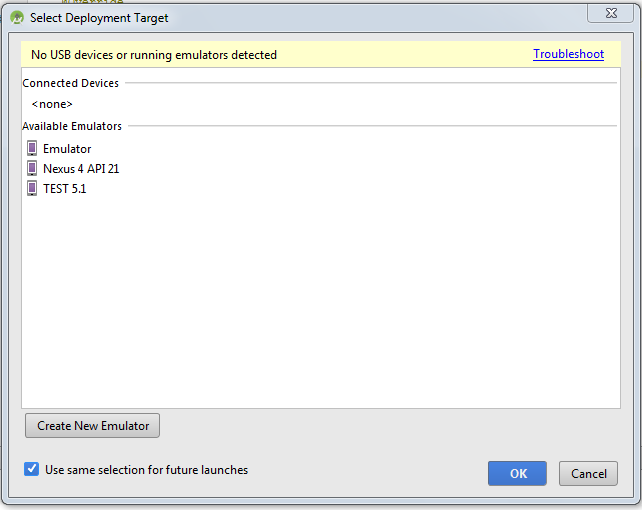 Select Deployment Target
No USB devices or running emulators detected Troubleshoot
Connected Devices
<none>
Available Emulators
Emulator
Nexus 4 API 21
TEST 5.1
Create New Emulator
Use same selection for future launches
OK Cancel